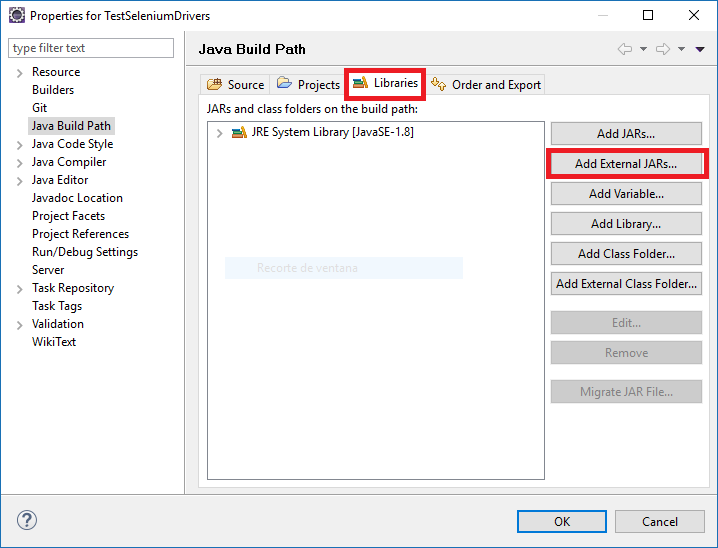 Properties for TestSeleniumDrivers
type filter text
Resource
Builders
Git
Java Build Path
Java Code Style
Java Compiler
Java Editor
Javadoc Location
Project Facets
Project References
Run/Debug Settings
Server
Task Repository
Task Tags
Validation
WikiText
Java Build Path
Source Projects Libraries Order and Export
JARs and class folders on the build path:
JRE System Library [JavaSE-1.8]
Recorte de ventana
Add JARs...
Add External JARs...
Add Variable...
Add Library...
Add Class Folder...
Add External Class Folder...
Edit...
Remove
Migrate JAR File...
?
OK Cancel